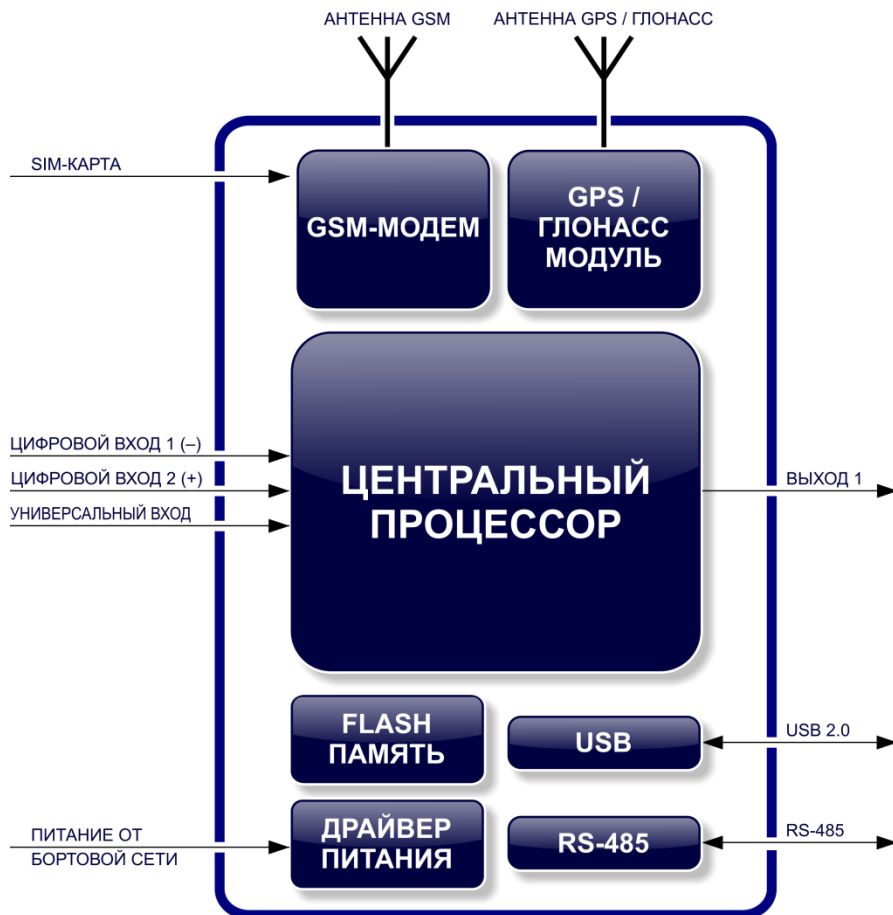 АНТЕННА GSM
АНТЕННА GPS / ГЛОНАСС
SIM-КАРТА
GSM-МОДЕМ
GPS /
ГЛОНАСС
МОДУЛЬ
ЦИФРОВОЙ ВХОД 1 (–)
ЦИФРОВОЙ ВХОД 2 (+)
УНИВЕРСАЛЬНЫЙ ВХОД
ЦЕНТРАЛЬНЫЙ
ПРОЦЕССОР
ВЫХОД 1
FLASH
ПАМЯТЬ
USB
USB 2.0
ПИТАНИЕ ОТ
БОРТОВОЙ СЕТИ
ДРАЙВЕР
ПИТАНИЯ
RS-485
RS-485